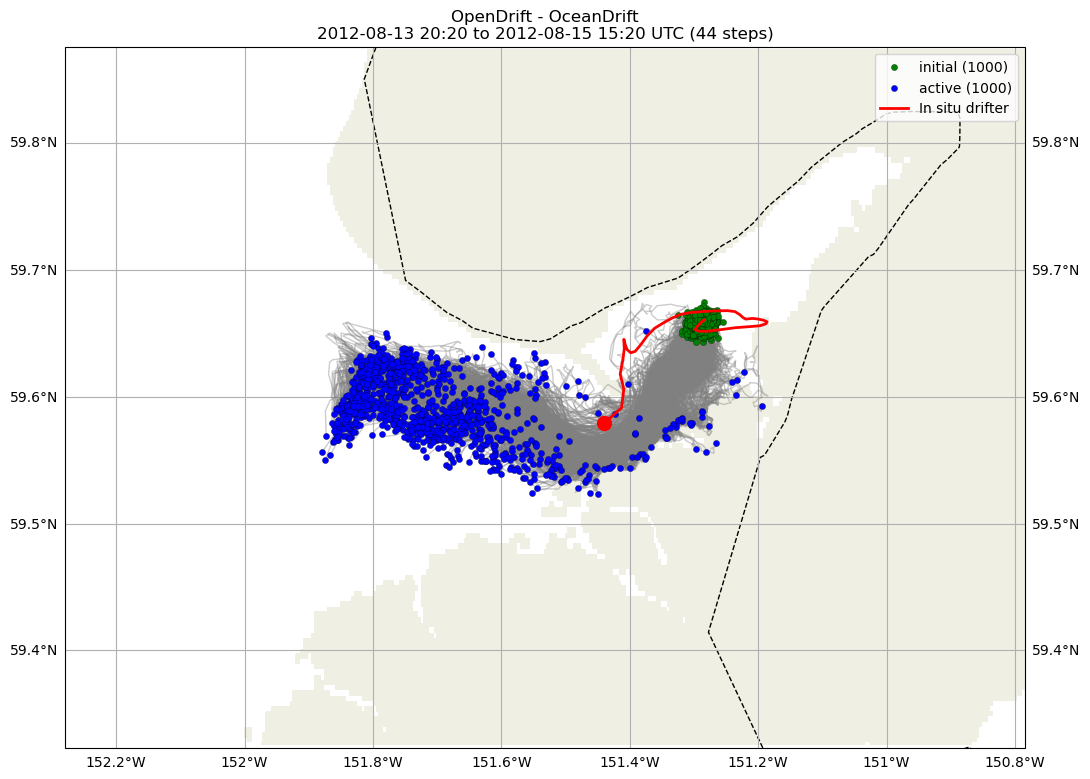 OpenDrift - OceanDrift
2012-08-13 20:20 to 2012-08-15 15:20 UTC (44 steps)
initial (1000)
active (1000)
In situ drifter
59.8°N
59.8°N
59.7°N
59.7°N
59.6°N
59.6°N
59.5°N
59.5°N
59.4°N
59.4°N
152.2°W 152°W 151.8°W 151.6°W 151.4°W 151.2°W 151°W 150.8°W